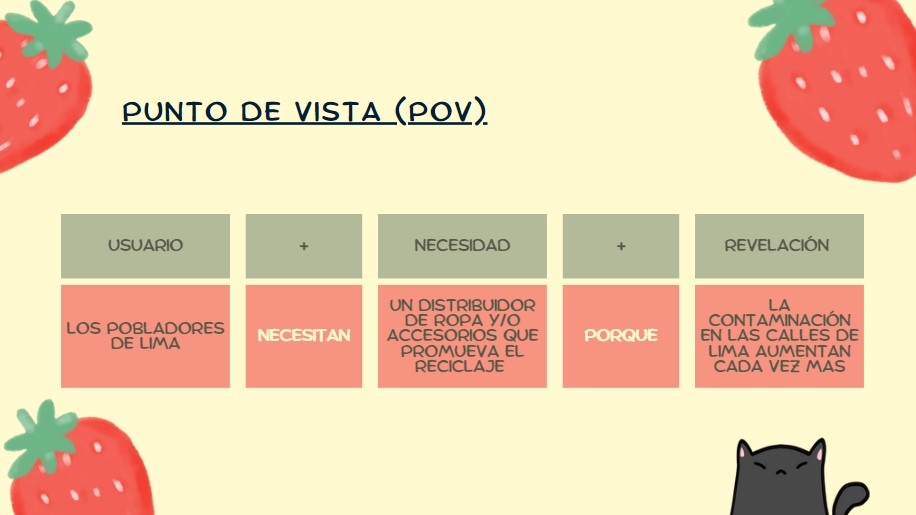 PUNTO DE VISTA (POV)
USUARIO
+
NECESIDAD
+
REVELACIÓN
LOS POBLADORES
DE LIMA
NECESITAN
UN DISTRIBUIDOR
DE ROPA Y/O
ACCESORIOS QUE
PROMUEVA EL
RECICLAJE
PORQUE
LA
CONTAMINACIÓN
EN LAS CALLES DE
LIMA AUMENTAN
CADA VEZ MAS